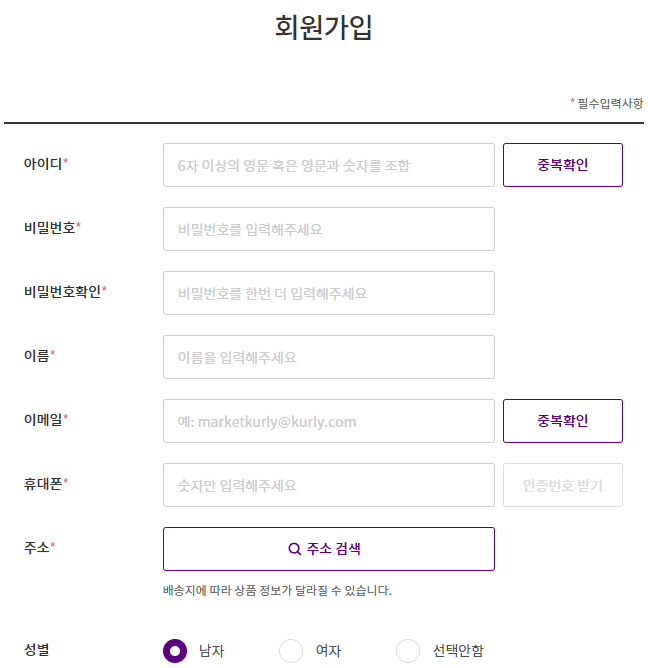 회원가입
* 필수입력사항
아이디* 6자 이상의 영문 혹은 영문과 숫자를 조합 중복확인
비밀번호* 비밀번호를 입력해주세요
비밀번호확인* 비밀번호를 한번 더 입력해주세요
이름* 이름을 입력해주세요
이메일* 예: marketkurly@kurly.com 중복확인
휴대폰* 숫자만 입력해주세요 인증번호 받기
주소* 주소 검색
배송지에 따라 상품 정보가 달라질 수 있습니다.
성별 남자 여자 선택안함